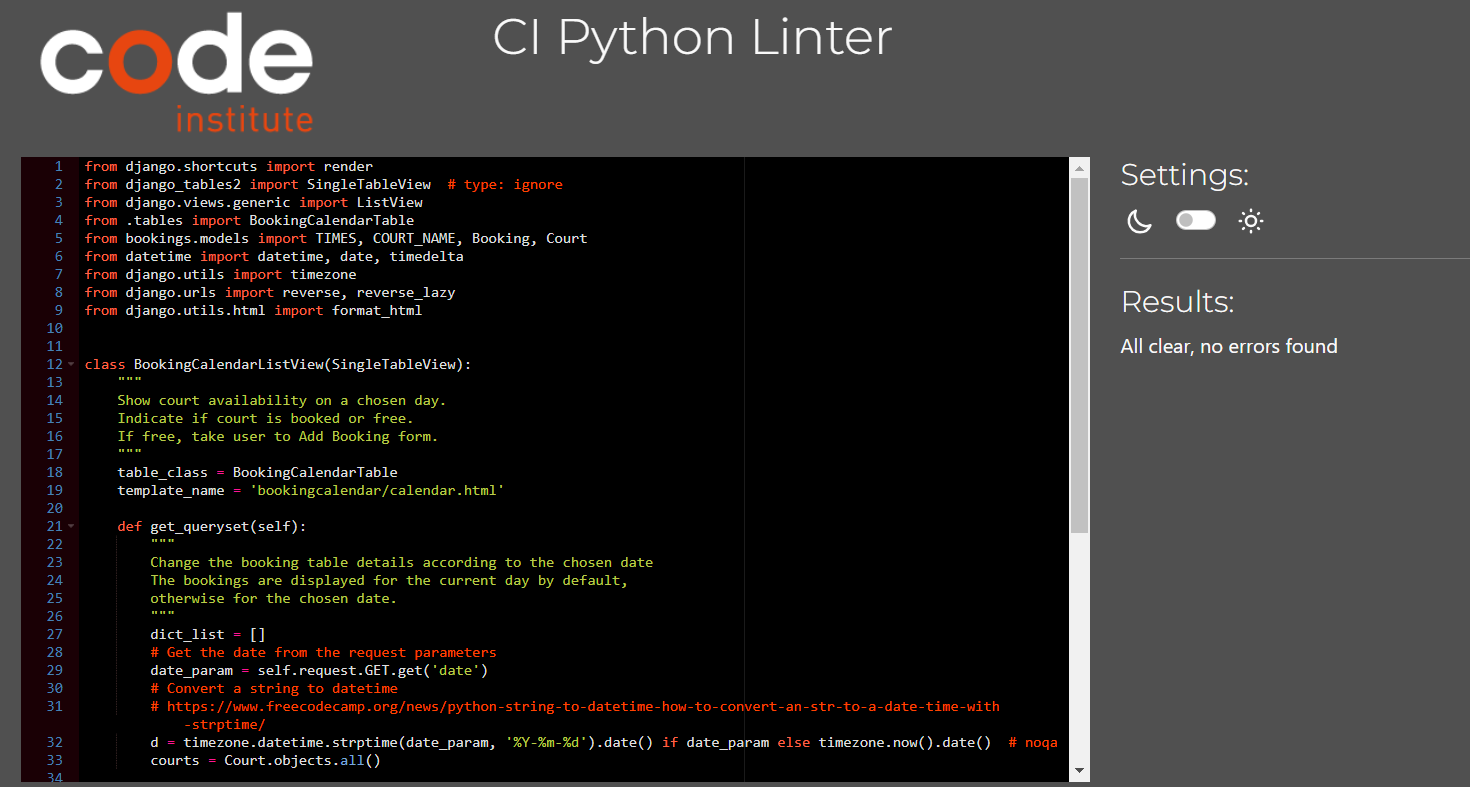 code
institute
CI Python Linter
1 from django.shortcuts import render
2 from django_tables2 import SingleTableView  # type: ignore
3 from django.views.generic import ListView
4 from .tables import BookingCalendarTable
5 from bookings.models import TIMES, COURT_NAME, Booking, Court
6 from datetime import datetime, date, timedelta
7 from django.utils import timezone
8 from django.urls import reverse, reverse_lazy
9 from django.utils.html import format_html
10
11
12 class BookingCalendarListView(SingleTableView):
13     """
14     Show court availability on a chosen day.
15     Indicate if court is booked or free.
16     If free, take user to Add Booking form.
17     """
18     table_class = BookingCalendarTable
19     template_name = 'bookingcalendar/calendar.html'
20
21     def get_queryset(self):
22         """
23         Change the booking table details according to the chosen date
24         The bookings are displayed for the current day by default,
25         otherwise for the chosen date.
26         """
27         dict_list = []
28         # Get the date from the request parameters
29         date_param = self.request.GET.get('date')
30         # Convert a string to datetime
31         # https://www.freecodecamp.org/news/python-string-to-datetime-how-to-convert-an-str-to-a-date-time-with
-strptime/
32         d = timezone.datetime.strptime(date_param, '%Y-%m-%d').date() if date_param else timezone.now().date()  # noqa
33         courts = Court.objects.all()
34
Settings:
Results:
All clear, no errors found